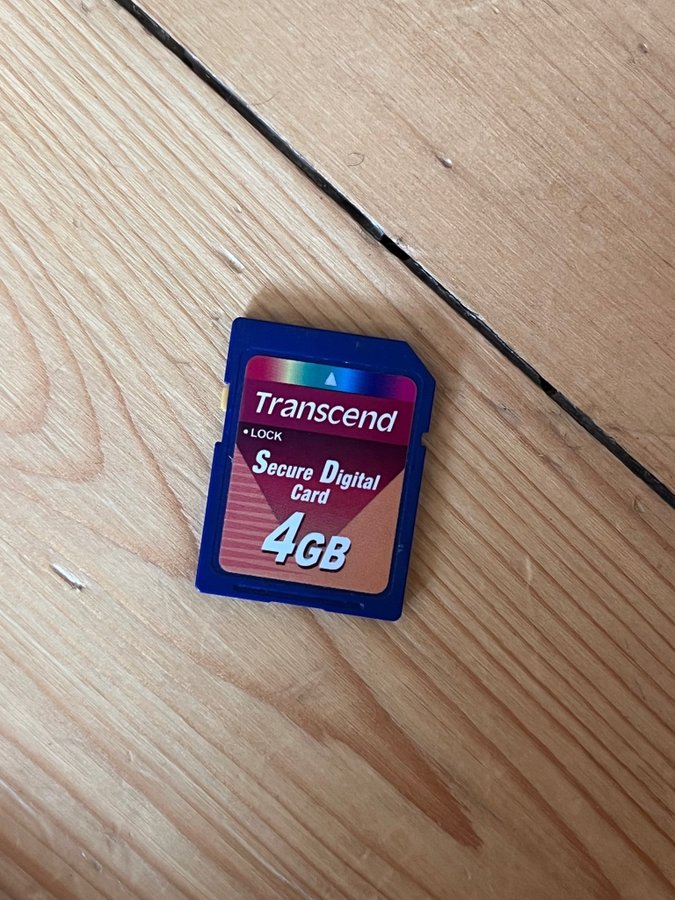 Transcend
• LOCK
Secure Digital
Card
4GB